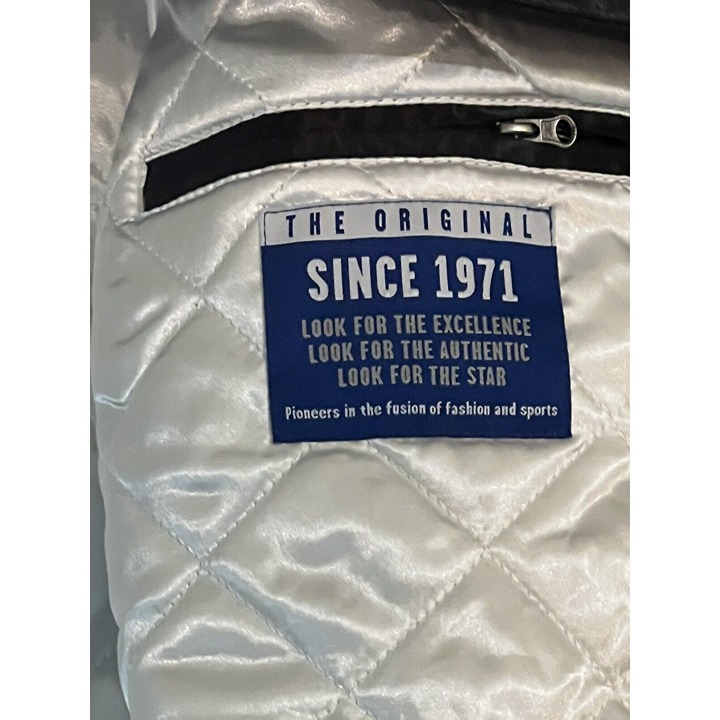 THE ORIGINAL
SINCE 1971
LOOK FOR THE EXCELLENCE
LOOK FOR THE AUTHENTIC
LOOK FOR THE STAR
Pioneers in the fusion of fashion and sports